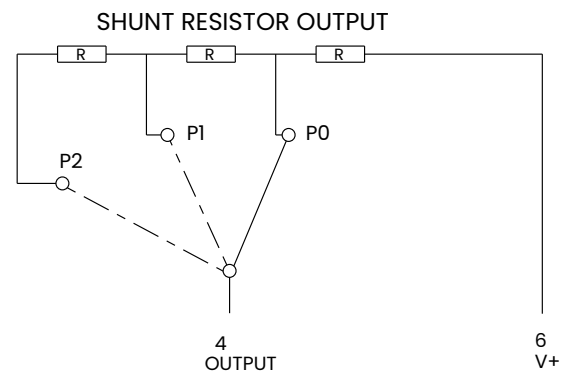 SHUNT RESISTOR OUTPUT
R R R
P1 P0
P2
4 6
OUTPUT V+